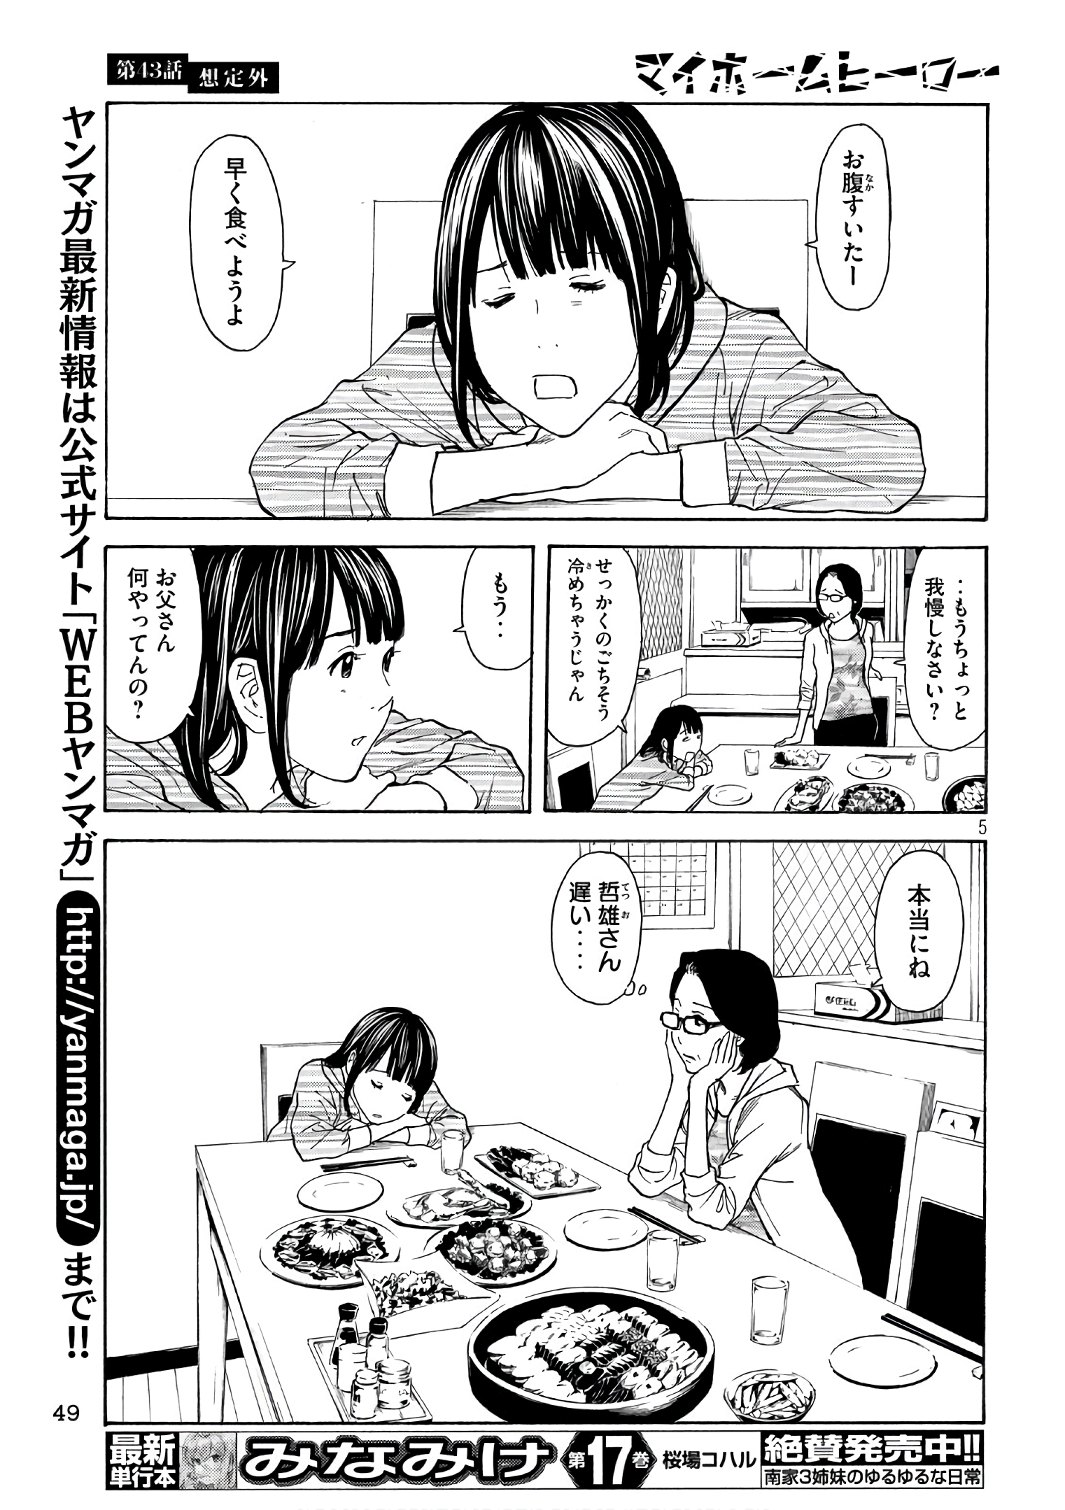 第43話
想定外
マイホームヒーロー
お腹すいたー
なか
早く食べようよ
‥もうちょっと
我慢しなさい?
せっかくのごちそう
冷めちゃうじゃん
さ
もう‥
お父さん
何やってんの?
5
本当にね
哲雄さん
てつお
遅い‥‥
ヤンマガ最新情報は公式サイト「WEBヤンマガ」http://yanmaga.jp/まで!!
49
最新
単行本
みなみけ
第17巻
桜場コハル
絶賛発売中!!
南家3姉妹のゆるゆるな日常